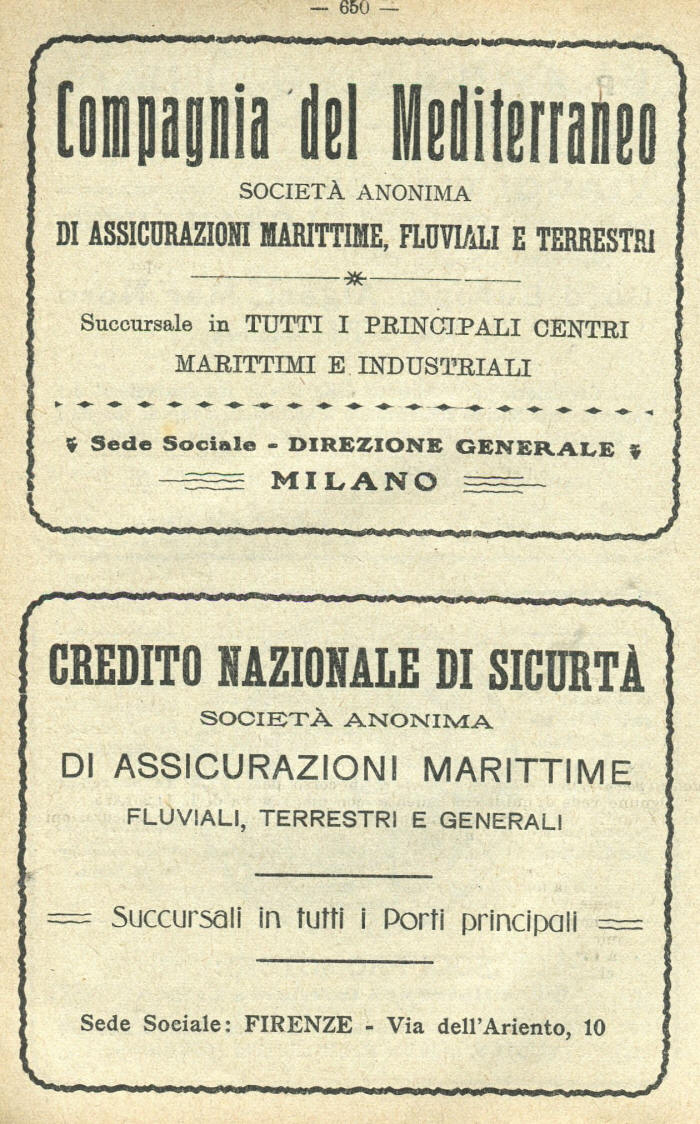 — 650 —
Compagnia del Mediterraneo
SOCIETÀ ANONIMA
DI ASSICURAZIONI MARITTIME, FLUVIALI E TERRESTRI
Succursale in TUTTI I PRINCIPALI CENTRI
MARITTIMI E INDUSTRIALI
Sede Sociale - DIREZIONE GENERALE
MILANO
CREDITO NAZIONALE DI SICURTÀ
SOCIETÀ ANONIMA
DI ASSICURAZIONI MARITTIME
FLUVIALI, TERRESTRI E GENERALI
Succursali in tutti i Porti principali
Sede Sociale: FIRENZE - Via dell'Ariento, 10